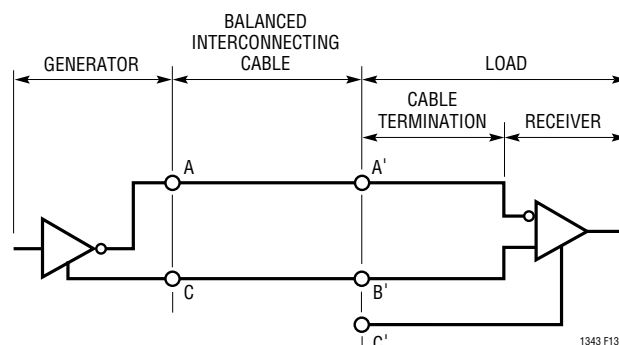 BALANCED
INTERCONNECTING
CABLE
GENERATOR
LOAD
CABLE
TERMINATION
RECEIVER
A
A'
C
B'
C'
1343 F13